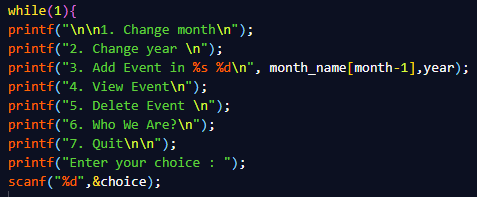 while(1){
printf("\n\n1. Change month\n");
printf("2. Change year \n");
printf("3. Add Event in %s %d\n", month_name[month-1],year);
printf("4. View Event\n");
printf("5. Delete Event \n");
printf("6. Who We Are?\n");
printf("7. Quit\n\n");
printf("Enter your choice : ");
scanf("%d",&choice);